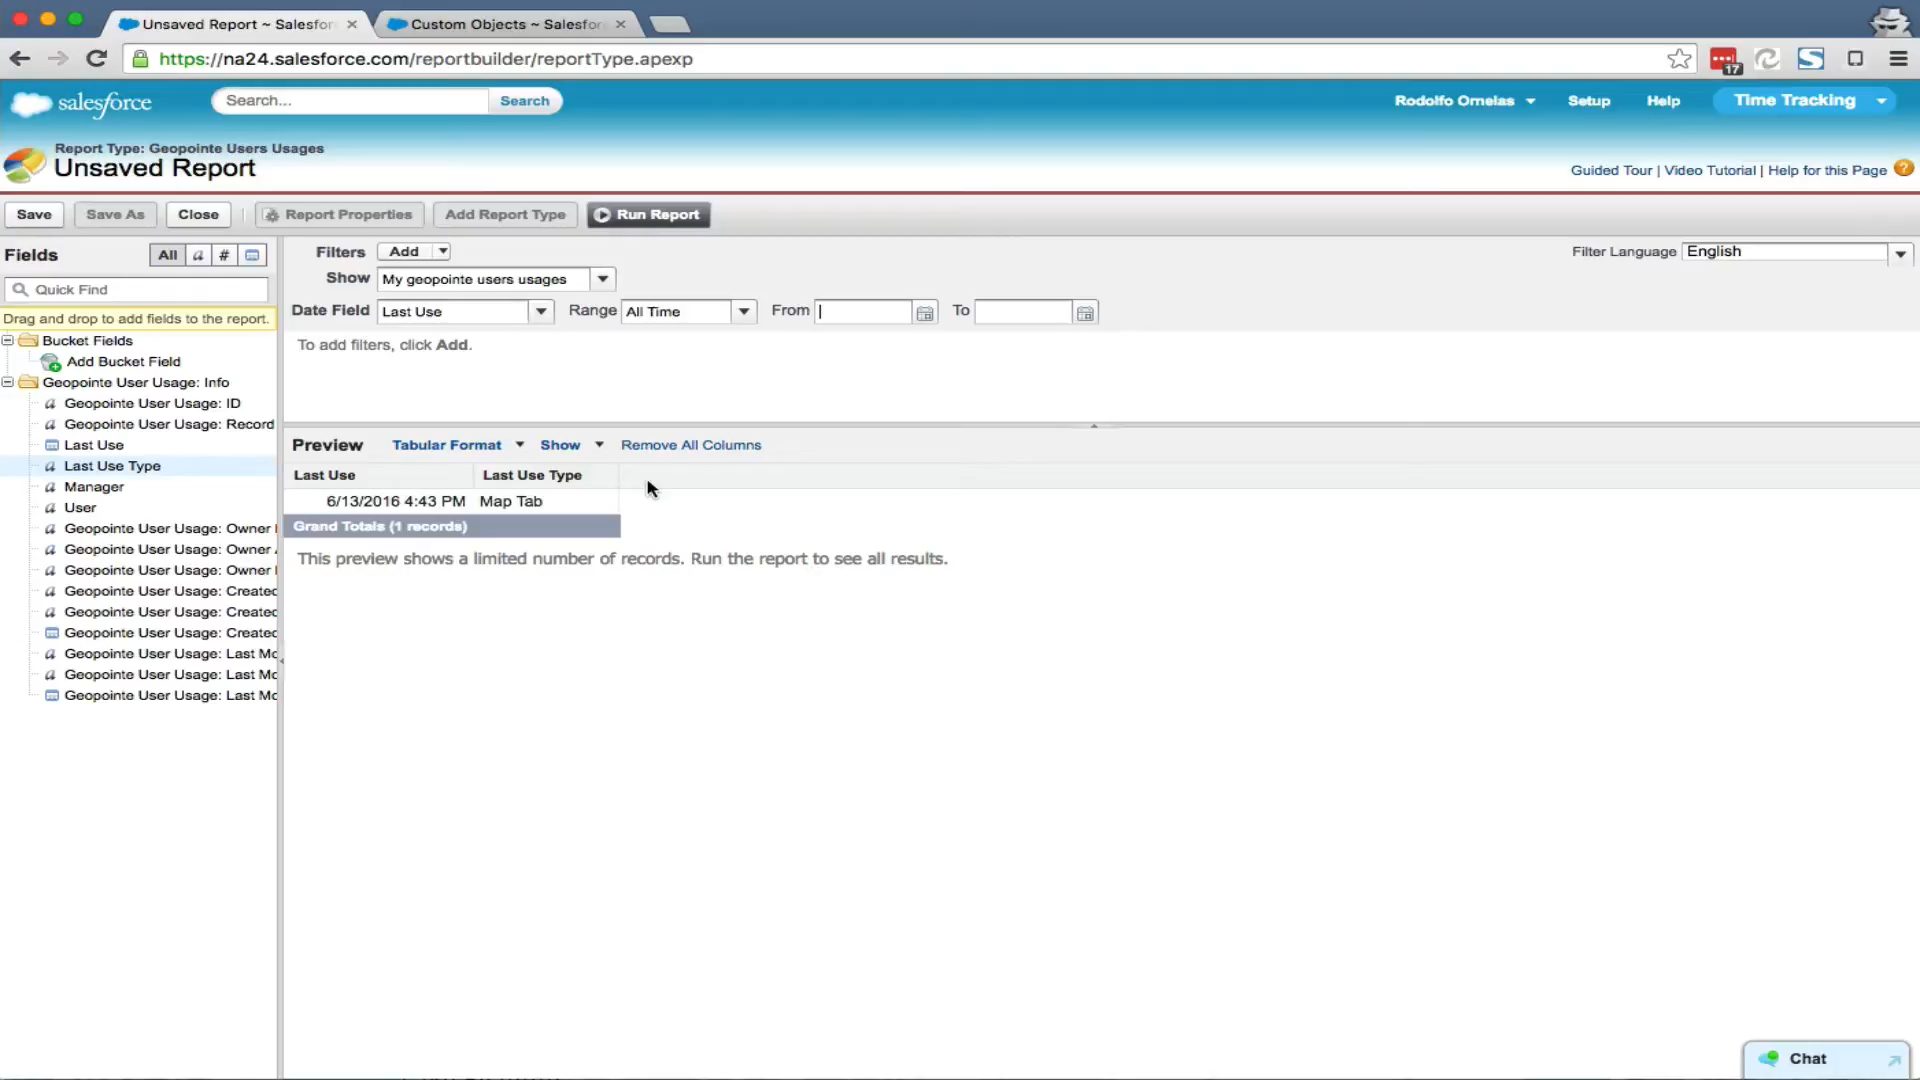 Unsaved Report ~ Salesfor
Custom Objects ~ Salesfor
https://na24.salesforce.com/reportbuilder/reportType.apexp
17
salesforce
Search...
Search
Rodolfo Ornelas
Setup
Help
Time Tracking
Report Type: Geopointe Users Usages
Unsaved Report
Guided Tour | Video Tutorial | Help for this Page
Save
Save As
Close
Report Properties
Add Report Type
Run Report
Fields
All
a
#
Filters
Add
Filter Language
English
Show
My geopointe users usages
Quick Find
Date Field
Last Use
Range
All Time
From
To
Drag and drop to add fields to the report.
To add filters, click Add.
Bucket Fields
Add Bucket Field
Geopointe User Usage: Info
Geopointe User Usage: ID
Geopointe User Usage: Record
Last Use
Last Use Type
Manager
User
Geopointe User Usage: Owner
Geopointe User Usage: Owner
Geopointe User Usage: Owner
Geopointe User Usage: Created
Geopointe User Usage: Created
Geopointe User Usage: Created
Geopointe User Usage: Last Mo
Geopointe User Usage: Last Mo
Geopointe User Usage: Last Mo
Preview
Tabular Format
Show
Remove All Columns
Last Use
Last Use Type
6/13/2016 4:43 PM
Map Tab
Grand Totals (1 records)
This preview shows a limited number of records. Run the report to see all results.
Chat